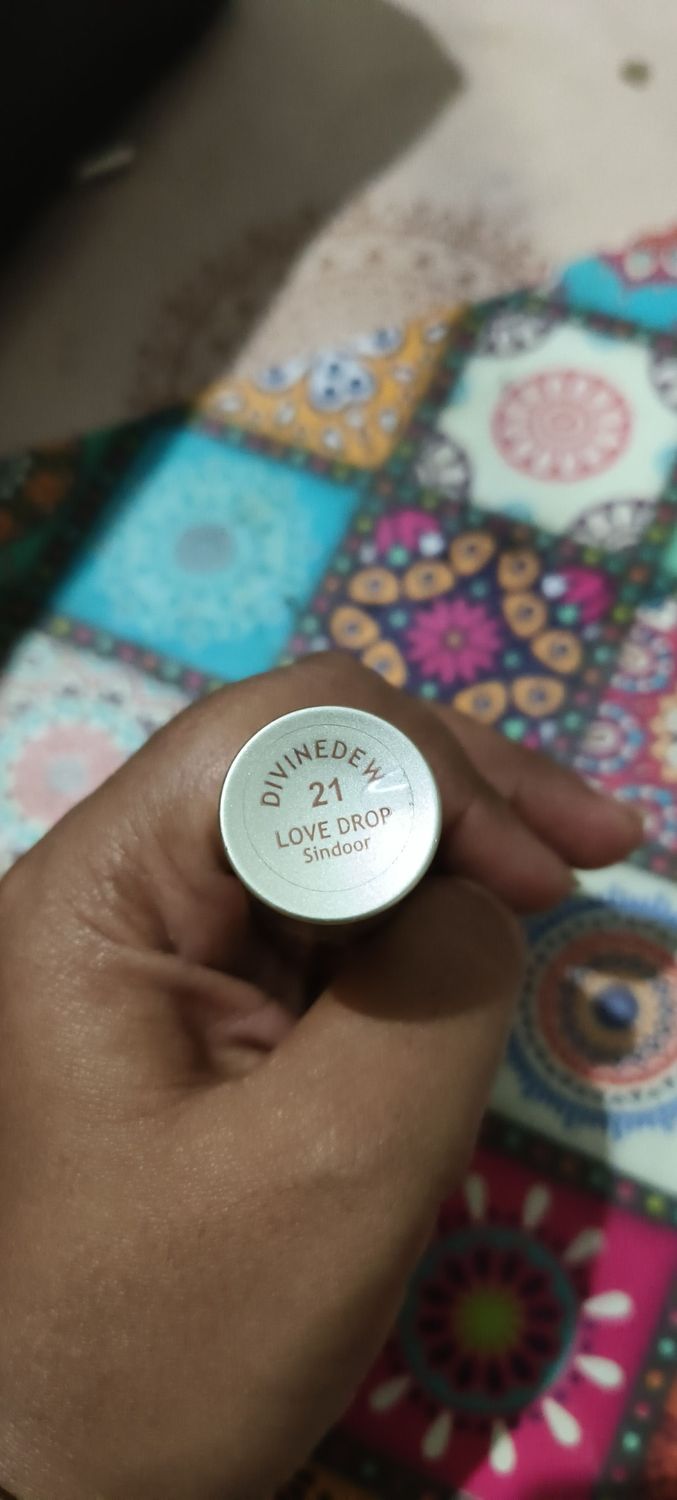 DIVINEDEW
21
LOVE DROP
Sindoor